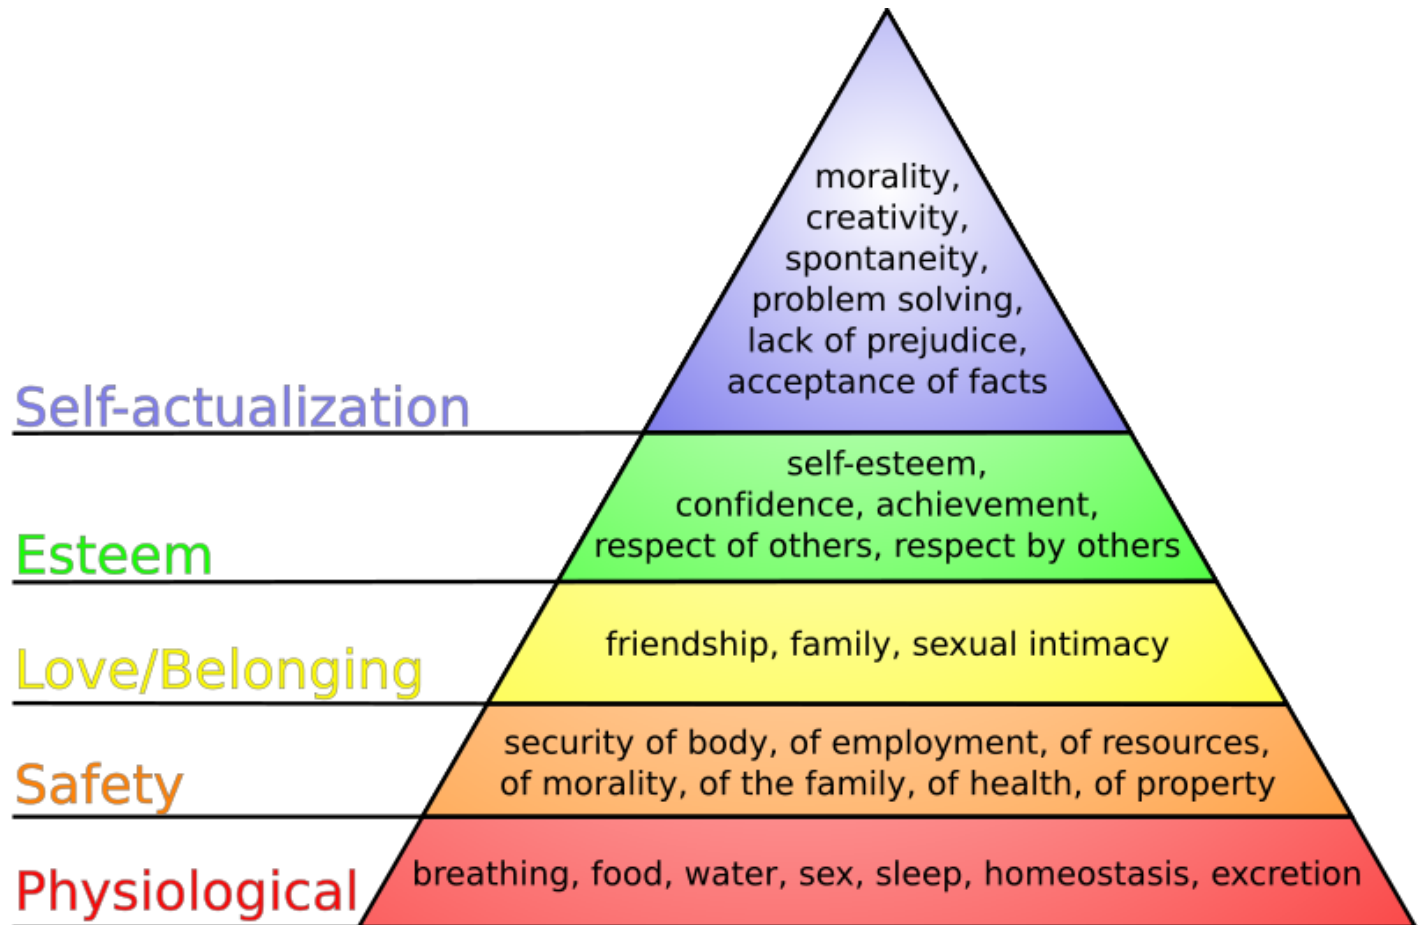 morality,
creativity,
spontaneity,
problem solving,
lack of prejudice,
acceptance of facts
Self-actualization
self-esteem,
confidence, achievement,
respect of others, respect by others
Esteem
friendship, family, sexual intimacy
Love/Belonging
security of body, of employment, of resources,
of morality, of the family, of health, of property
Safety
breathing, food, water, sex, sleep, homeostasis, excretion
Physiological